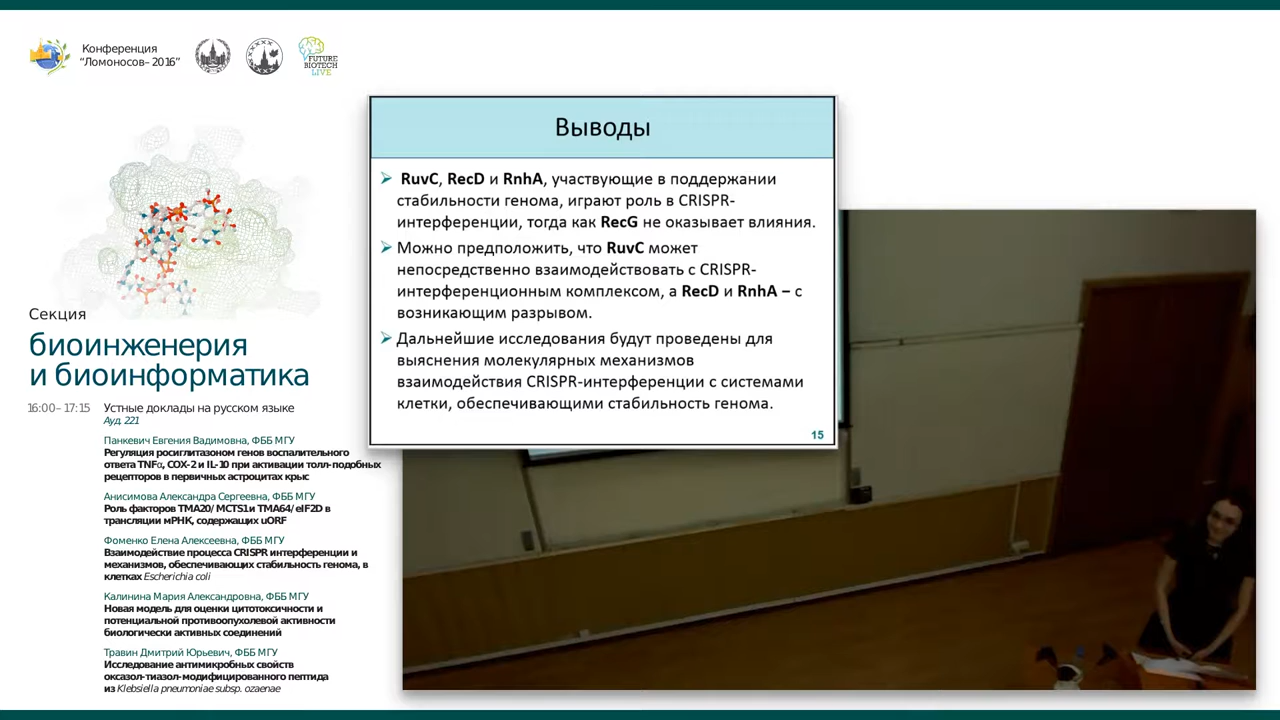 Конференция
“Ломоносов–2016”
FUTURE
BIOTECH
LIVE
Выводы
➢ RuvC, RecD и RnhA, участвующие в поддержании
стабильности генома, играют роль в CRISPR-
интерференции, тогда как RecG не оказывает влияния.
➢ Можно предположить, что RuvC может
непосредственно взаимодействовать с CRISPR-
интерференционным комплексом, а RecD и RnhA – с
возникающим разрывом.
➢ Дальнейшие исследования будут проведены для
выяснения молекулярных механизмов
взаимодействия CRISPR-интерференции с системами
клетки, обеспечивающими стабильность генома.
15
Секция
биоинженерия
и биоинформатика
16:00–17:15 Устные доклады на русском языке
Ауд. 221
Панкевич Евгения Вадимовна, ФББ МГУ
Регуляция росиглитазоном генов воспалительного
ответа TNFα, COX-2 и IL-10 при активации толл-подобных
рецепторов в первичных астроцитах крыс
Анисимова Александра Сергеевна, ФББ МГУ
Роль факторов TMA20/MCTS1и TMA64/eIF2D в
трансляции мРНК, содержащих uORF
Фоменко Елена Алексеевна, ФББ МГУ
Взаимодействие процесса CRISPR интерференции и
механизмов, обеспечивающих стабильность генома, в
клетках Escherichia coli
Калинина Мария Александровна, ФББ МГУ
Новая модель для оценки цитотоксичности и
потенциальной противоопухолевой активности
биологически активных соединений
Травин Дмитрий Юрьевич, ФББ МГУ
Исследование антимикробных свойств
оксазол-тиазол-модифицированного пептида
из Klebsiella pneumoniae subsp. ozaenae